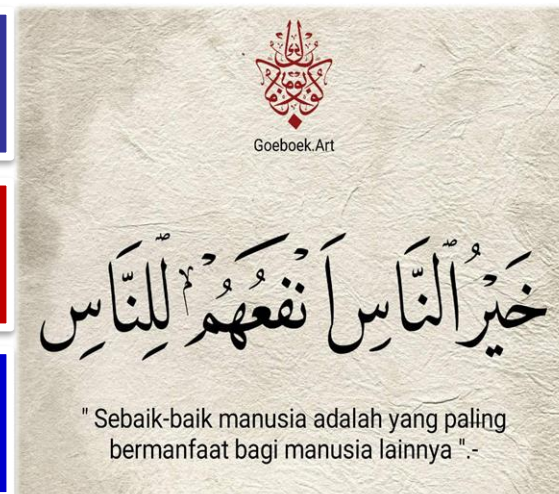 Goeboek.Art
خَيْرُ النَّاسِ أَنْفَعُهُمْ لِلنَّاسِ
" Sebaik-baik manusia adalah yang paling
bermanfaat bagi manusia lainnya ".-